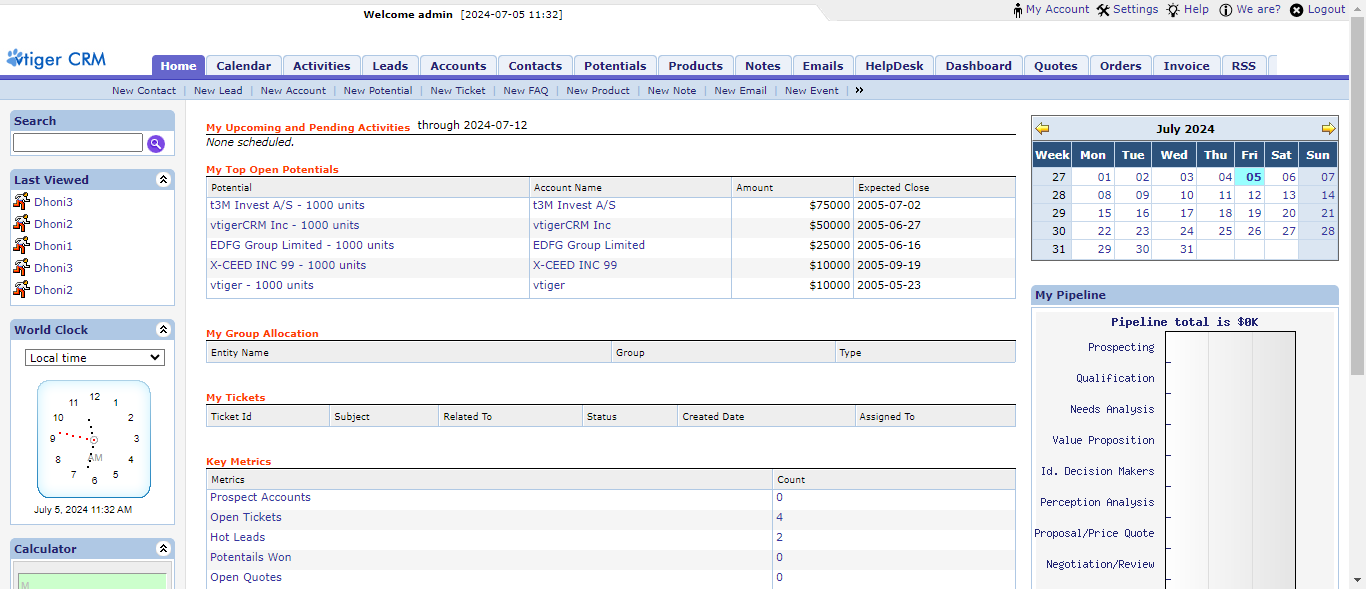 Welcome admin [2024-07-05 11:32]
My Account Settings Help We are? Logout
vtiger CRM
Home Calendar Activities Leads Accounts Contacts Potentials Products Notes Emails HelpDesk Dashboard Quotes Orders Invoice RSS
New Contact | New Lead | New Account | New Potential | New Ticket | New FAQ | New Product | New Note | New Email | New Event | »
Search
Last Viewed
Dhoni3
Dhoni2
Dhoni1
Dhoni3
Dhoni2
World Clock
Local time
12
11 1
10 2
9 3
AM
8 4
7 5
6
July 5, 2024 11:32 AM
Calculator
M
My Upcoming and Pending Activities through 2024-07-12
None scheduled.
My Top Open Potentials
Potential Account Name Amount Expected Close
t3M Invest A/S - 1000 units t3M Invest A/S $75000 2005-07-02
vtigerCRM Inc - 1000 units vtigerCRM Inc $50000 2005-06-27
EDFG Group Limited - 1000 units EDFG Group Limited $25000 2005-06-16
X-CEED INC 99 - 1000 units X-CEED INC 99 $10000 2005-09-19
vtiger - 1000 units vtiger $10000 2005-05-23
My Group Allocation
Entity Name Group Type
My Tickets
Ticket Id Subject Related To Status Created Date Assigned To
Key Metrics
Metrics Count
Prospect Accounts 0
Open Tickets 4
Hot Leads 2
Potentails Won 0
Open Quotes 0
July 2024
Week Mon Tue Wed Thu Fri Sat Sun
27 01 02 03 04 05 06 07
28 08 09 10 11 12 13 14
29 15 16 17 18 19 20 21
30 22 23 24 25 26 27 28
31 29 30 31
My Pipeline
Pipeline total is $0K
Prospecting
Qualification
Needs Analysis
Value Proposition
Id. Decision Makers
Perception Analysis
Proposal/Price Quote
Negotiation/Review